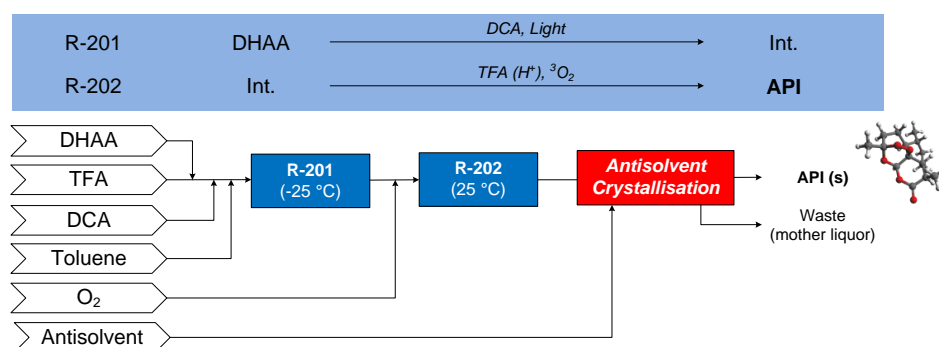 R-201 DHAA DCA, Light Int.
R-202 Int. TFA (H⁺), ³O₂ API
DHAA
TFA
DCA
Toluene
O₂
Antisolvent
R-201
(-25 °C)
R-202
(25 °C)
Antisolvent
Crystallisation
API (s)
Waste
(mother liquor)